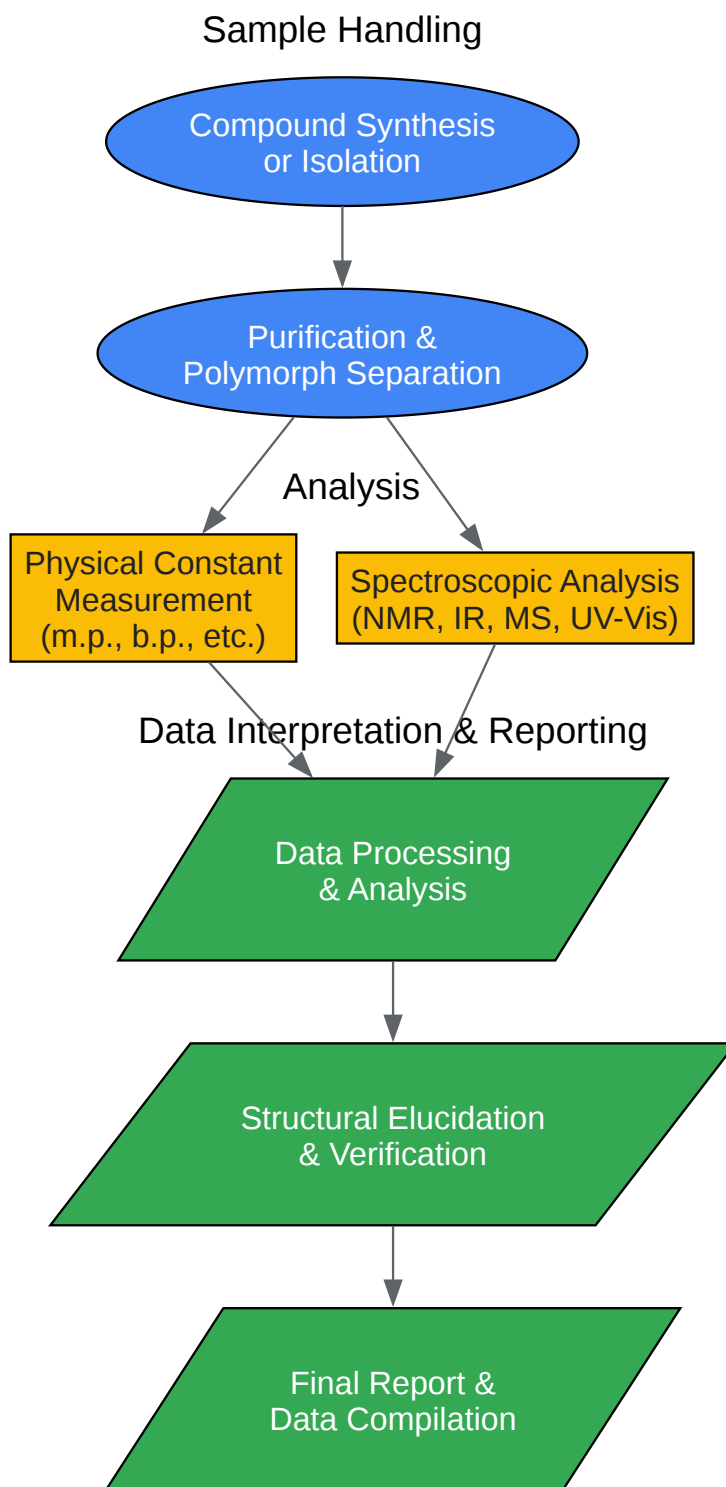 Sample Handling
Compound Synthesis
or Isolation
Purification &
Polymorph Separation
Analysis
Physical Constant
Measurement
(m.p., b.p., etc.)
Spectroscopic Analysis
(NMR, IR, MS, UV-Vis)
Data Interpretation & Reporting
Data Processing
& Analysis
Structural Elucidation
& Verification
Final Report &
Data Compilation